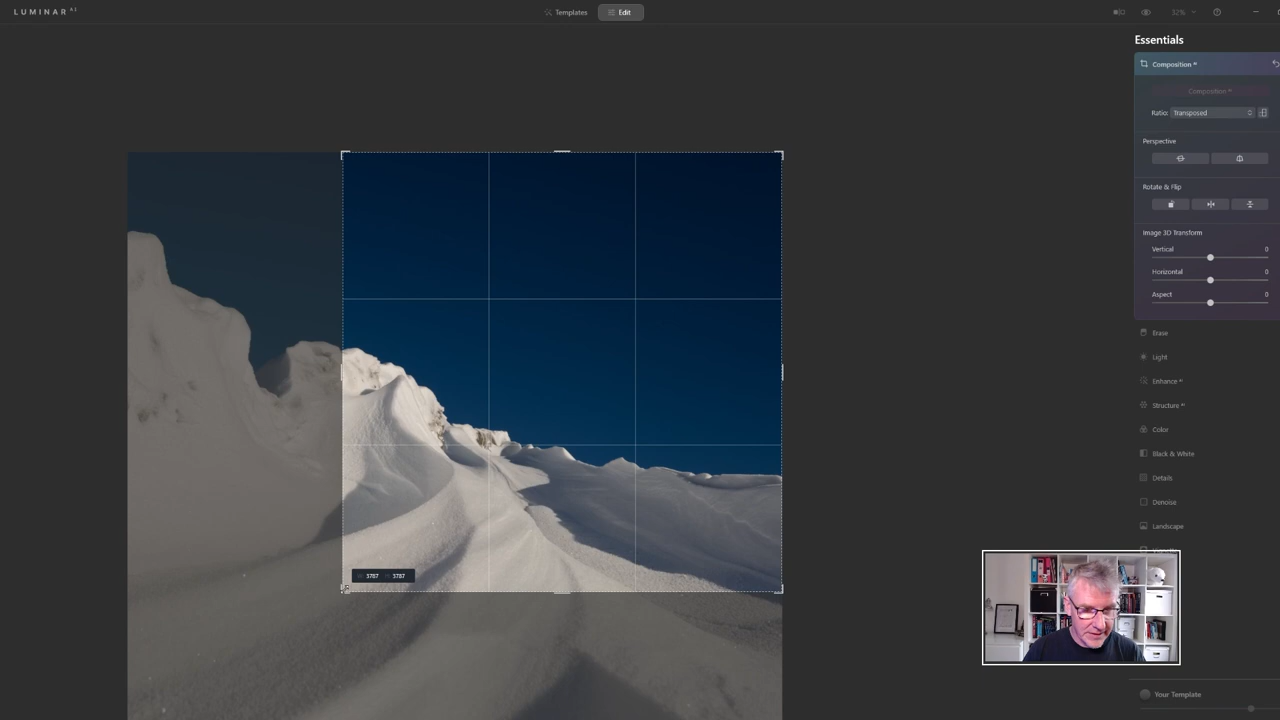 LUMINAR AI
Templates
Edit
32%
Essentials
Composition AI
Composition AI
Ratio: Transposed
Perspective
Rotate & Flip
Image 3D Transform
Vertical 0
Horizontal 0
Aspect 0
Erase
Light
Enhance AI
Structure AI
Color
Black & White
Details
Denoise
Landscape
W: 3787 H: 3787
Your Template